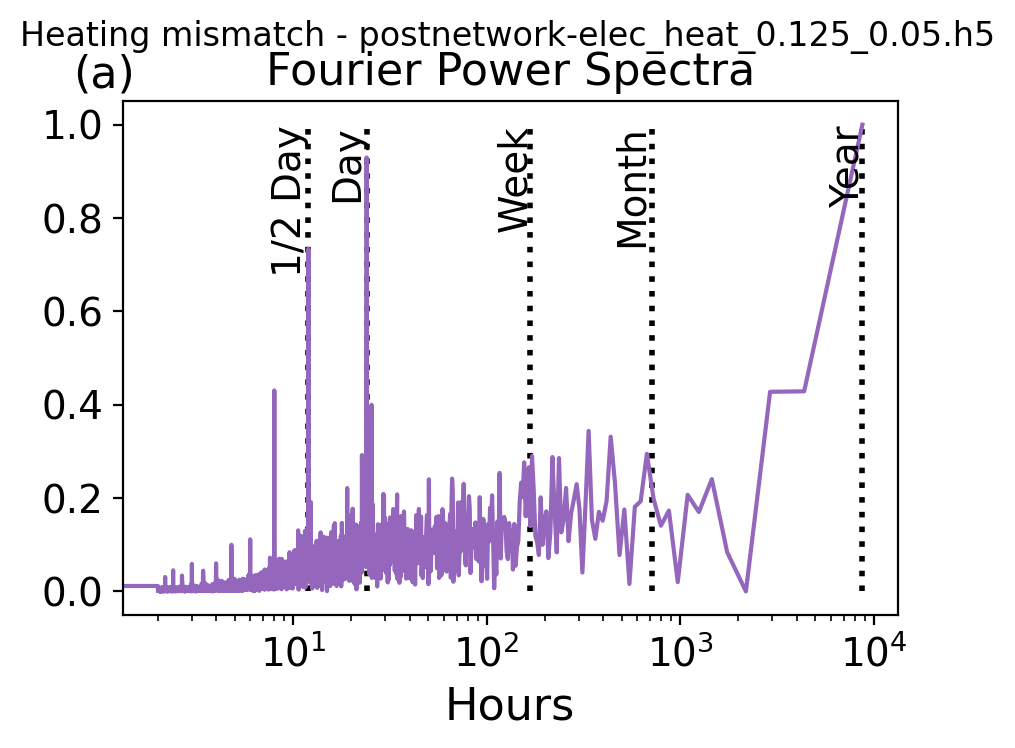 Heating mismatch - postnetwork-elec_heat_0.125_0.05.h5
(a)
Fourier Power Spectra
1.0
0.8
0.6
0.4
0.2
0.0
1/2 Day
Day
Week
Month
Year
10¹
10²
10³
10⁴
Hours